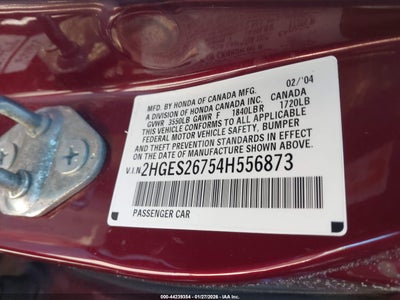 02/'04
MFD. BY HONDA OF CANADA MFG.
A DIVISION OF HONDA CANADA INC. CANADA
GVWR 3550LB GAWR F 1840LB R 1720LB
THIS VEHICLE CONFORMS TO ALL APPLICABLE
FEDERAL MOTOR VEHICLE SAFETY, BUMPER
AND THEFT PREVENTION STANDARDS IN EFFECT
ON THE DATE OF MANUFACTURE SHOWN ABOVE.
V.I.N 2HGES26754H556873
PASSENGER CAR
000-44239354 - 01/27/2026 - IAA Inc.